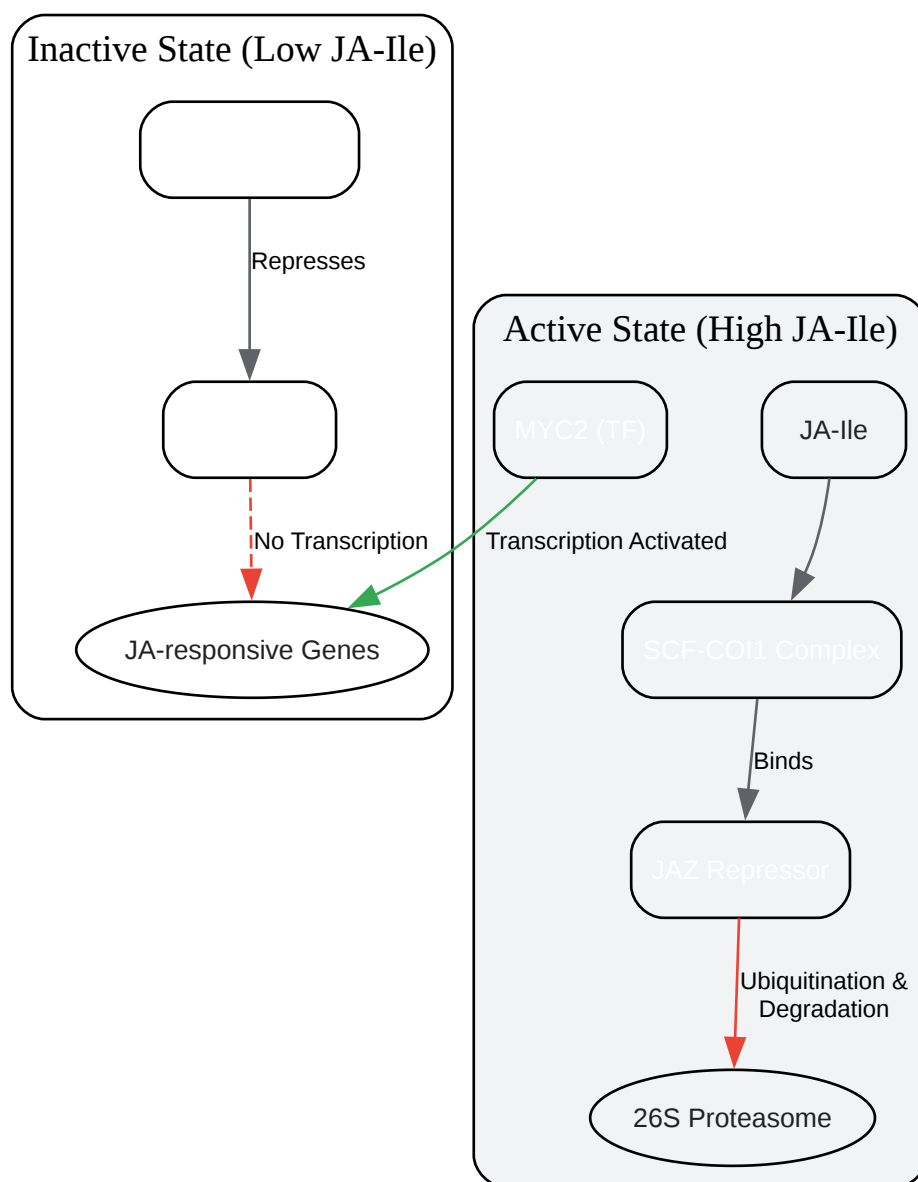 Inactive State (Low JA-Ile)
Represses
No Transcription
JA-responsive Genes
Active State (High JA-Ile)
MYC2 (TF)
JA-Ile
Transcription Activated
SCF-COI1 Complex
Binds
JAZ Repressor
Ubiquitination &
Degradation
26S Proteasome